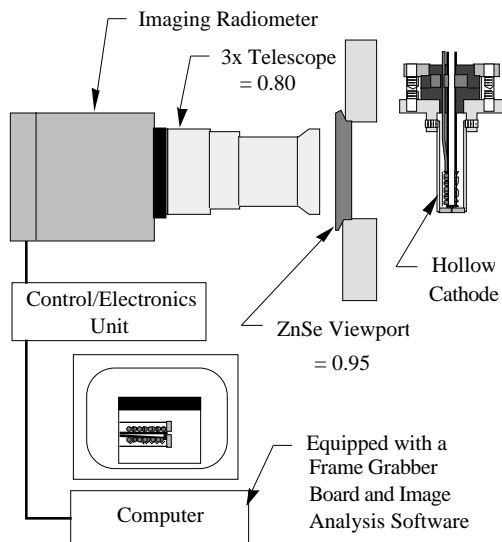 Imaging Radiometer
3x Telescope
= 0.80
Hollow
Cathode
Control/Electronics
Unit
ZnSe Viewport
= 0.95
Equipped with a
Frame Grabber
Board and Image
Analysis Software
Computer